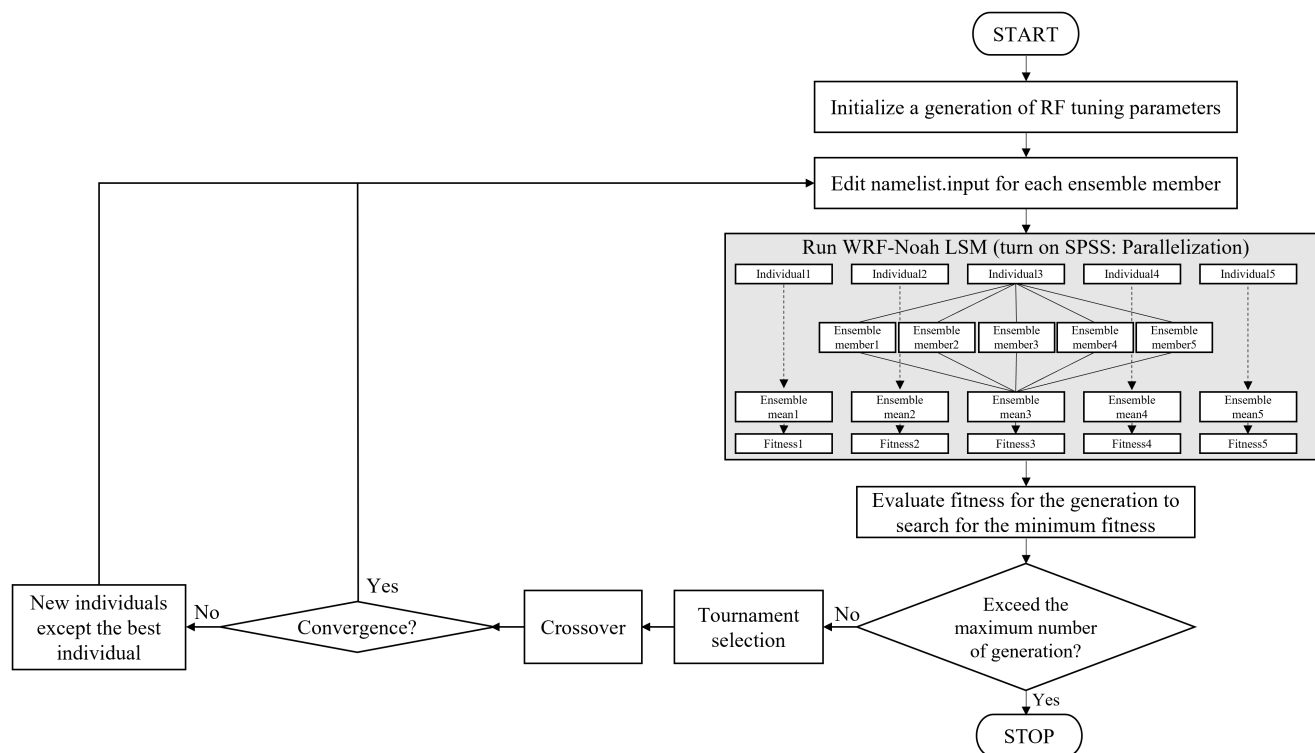 START
Initialize a generation of RF tuning parameters
Edit namelist.input for each ensemble member
Run WRF-Noah LSM (turn on SPSS: Parallelization)
Individual1
Individual2
Individual3
Individual4
Individual5
Ensemble
member1
Ensemble
member2
Ensemble
member3
Ensemble
member4
Ensemble
member5
Ensemble
mean1
Ensemble
mean2
Ensemble
mean3
Ensemble
mean4
Ensemble
mean5
Fitness1
Fitness2
Fitness3
Fitness4
Fitness5
Evaluate fitness for the generation to
search for the minimum fitness
Exceed the
maximum number
of generation?
No
Yes
STOP
Tournament
selection
Crossover
Convergence?
Yes
No
New individuals
except the best
individual